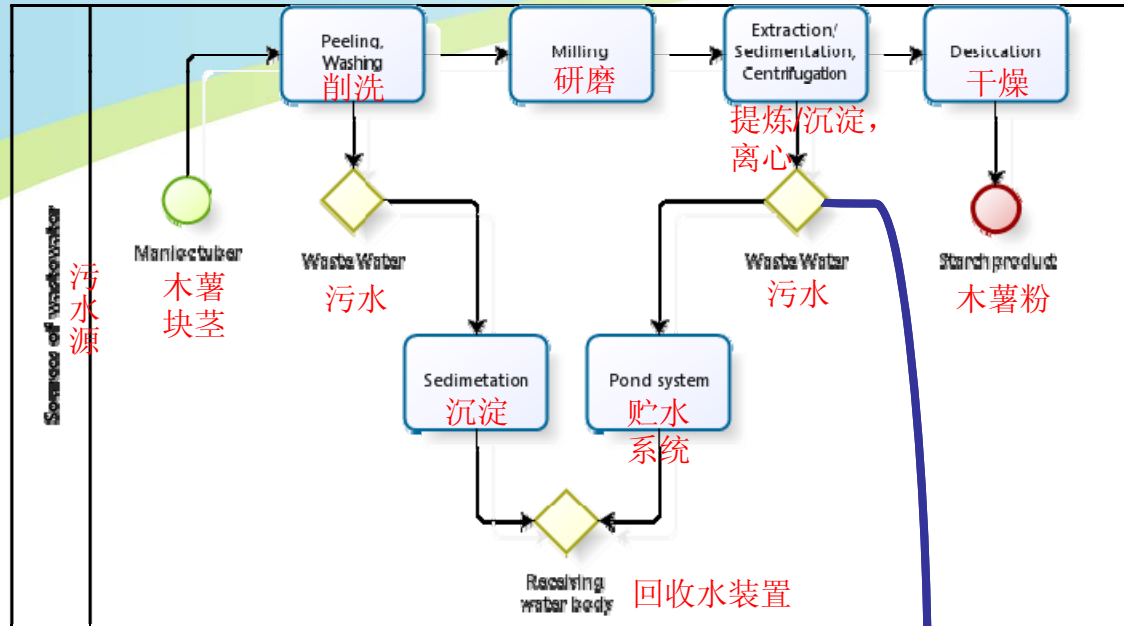 Peeling,
Washing
削洗
Milling
研磨
Extraction/
Sedimentation,
Centrifugation
提炼/沉淀，
离心
Desiccation
干燥
Sources of wastewater
污
水
源
Manioc tuber
木薯
块茎
Waste Water
污水
Waste Water
污水
Starch product
木薯粉
Sedimetation
沉淀
Pond system
贮水
系统
Receiving
water body
回收水装置